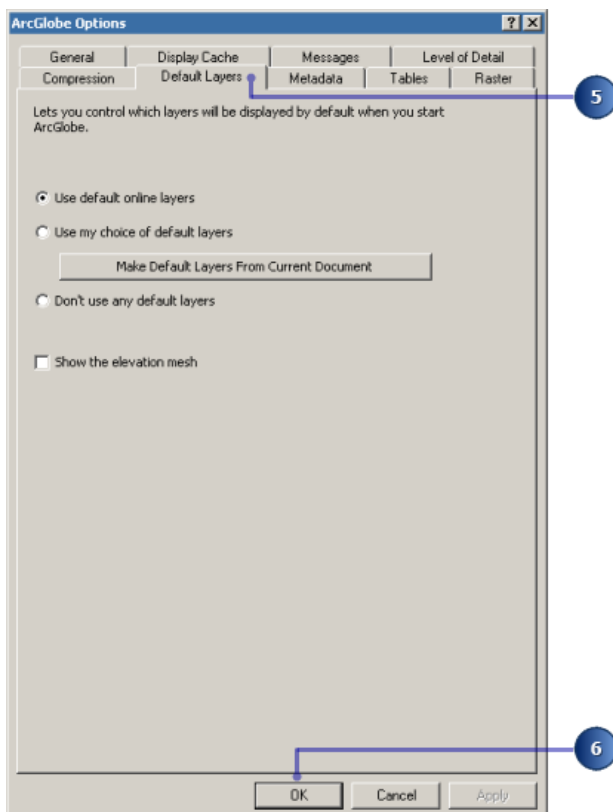 ArcGlobe Options
General Display Cache Messages Level of Detail
Compression Default Layers Metadata Tables Raster
5
Lets you control which layers will be displayed by default when you start
ArcGlobe.
Use default online layers
Use my choice of default layers
Make Default Layers From Current Document
Don't use any default layers
Show the elevation mesh
6
OK Cancel Apply